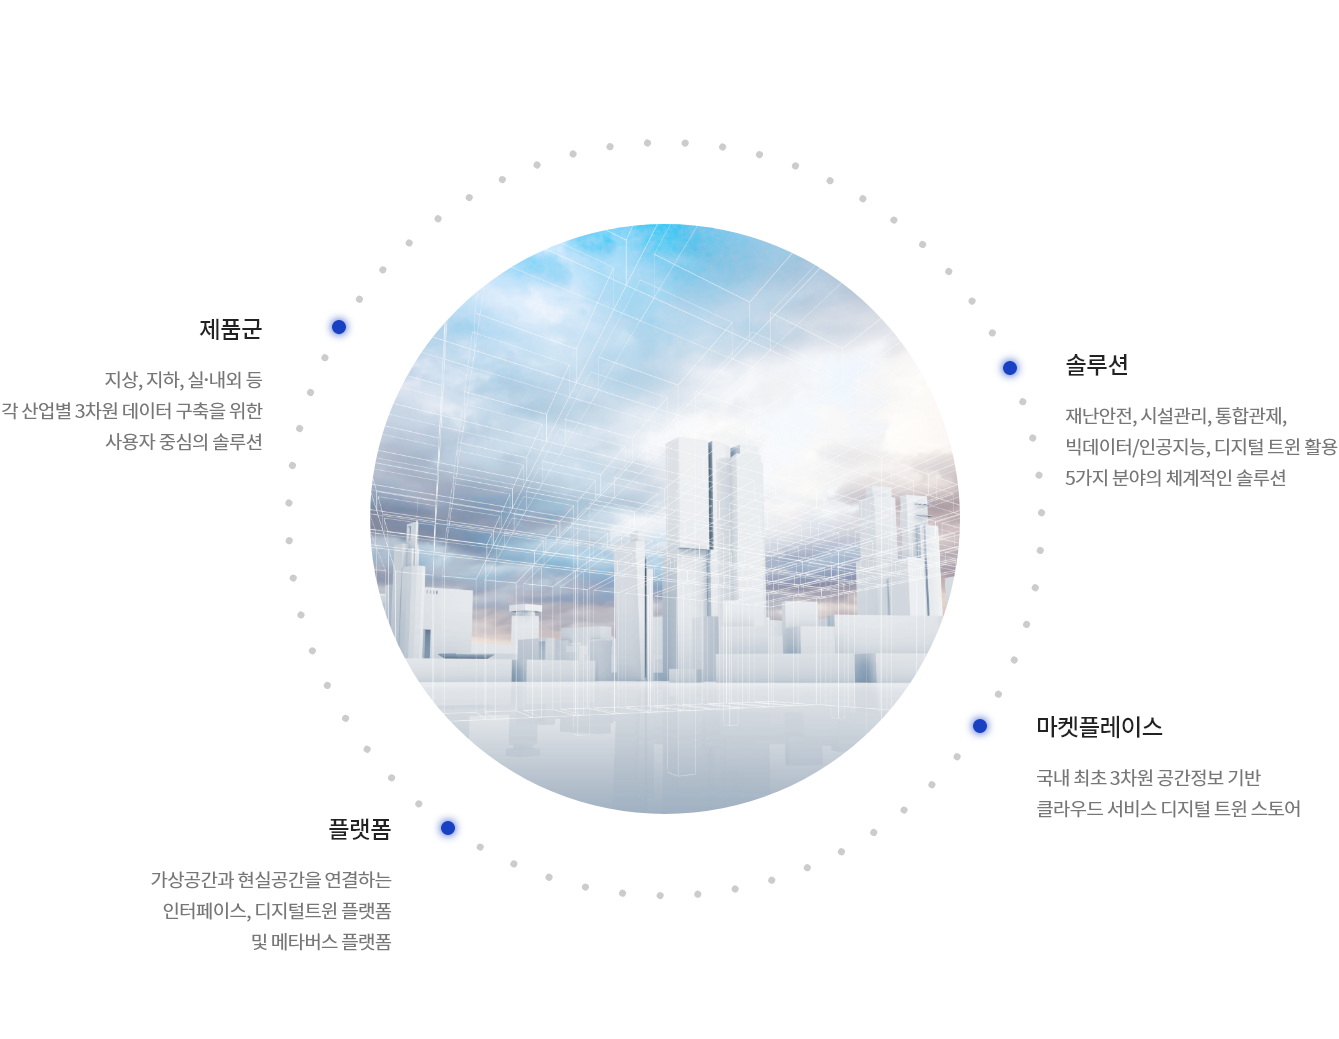 제품군
지상, 지하, 실·내외 등
각 산업별 3차원 데이터 구축을 위한
사용자 중심의 솔루션
솔루션
재난안전, 시설관리, 통합관제,
빅데이터/인공지능, 디지털 트윈 활용
5가지 분야의 체계적인 솔루션
마켓플레이스
국내 최초 3차원 공간정보 기반
클라우드 서비스 디지털 트윈 스토어
플랫폼
가상공간과 현실공간을 연결하는
인터페이스, 디지털트윈 플랫폼
및 메타버스 플랫폼